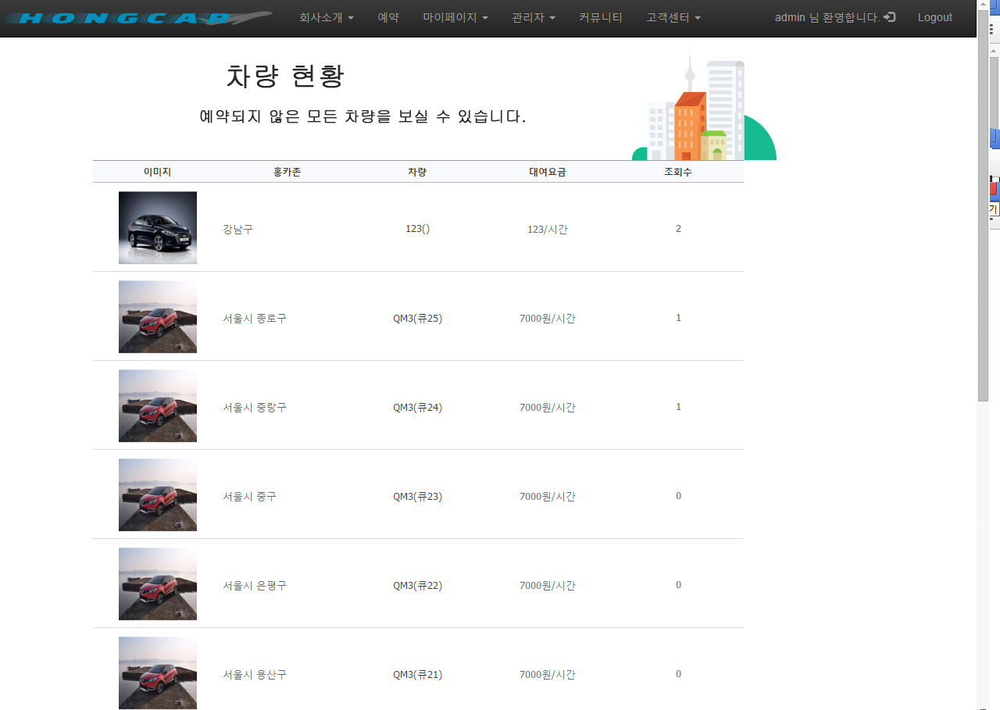 HONGCAR 회사소개 예약 마이페이지 관리자 커뮤니티 고객센터 admin 님 환영합니다. Logout
차량 현황
예약되지 않은 모든 차량을 보실 수 있습니다.
이미지 홍카존 차량 대여요금 조회수
강남구 123() 123/시간 2
서울시 종로구 QM3(큐25) 7000원/시간 1
서울시 중랑구 QM3(큐24) 7000원/시간 1
서울시 중구 QM3(큐23) 7000원/시간 0
서울시 은평구 QM3(큐22) 7000원/시간 0
서울시 용산구 QM3(큐21) 7000원/시간 0
기